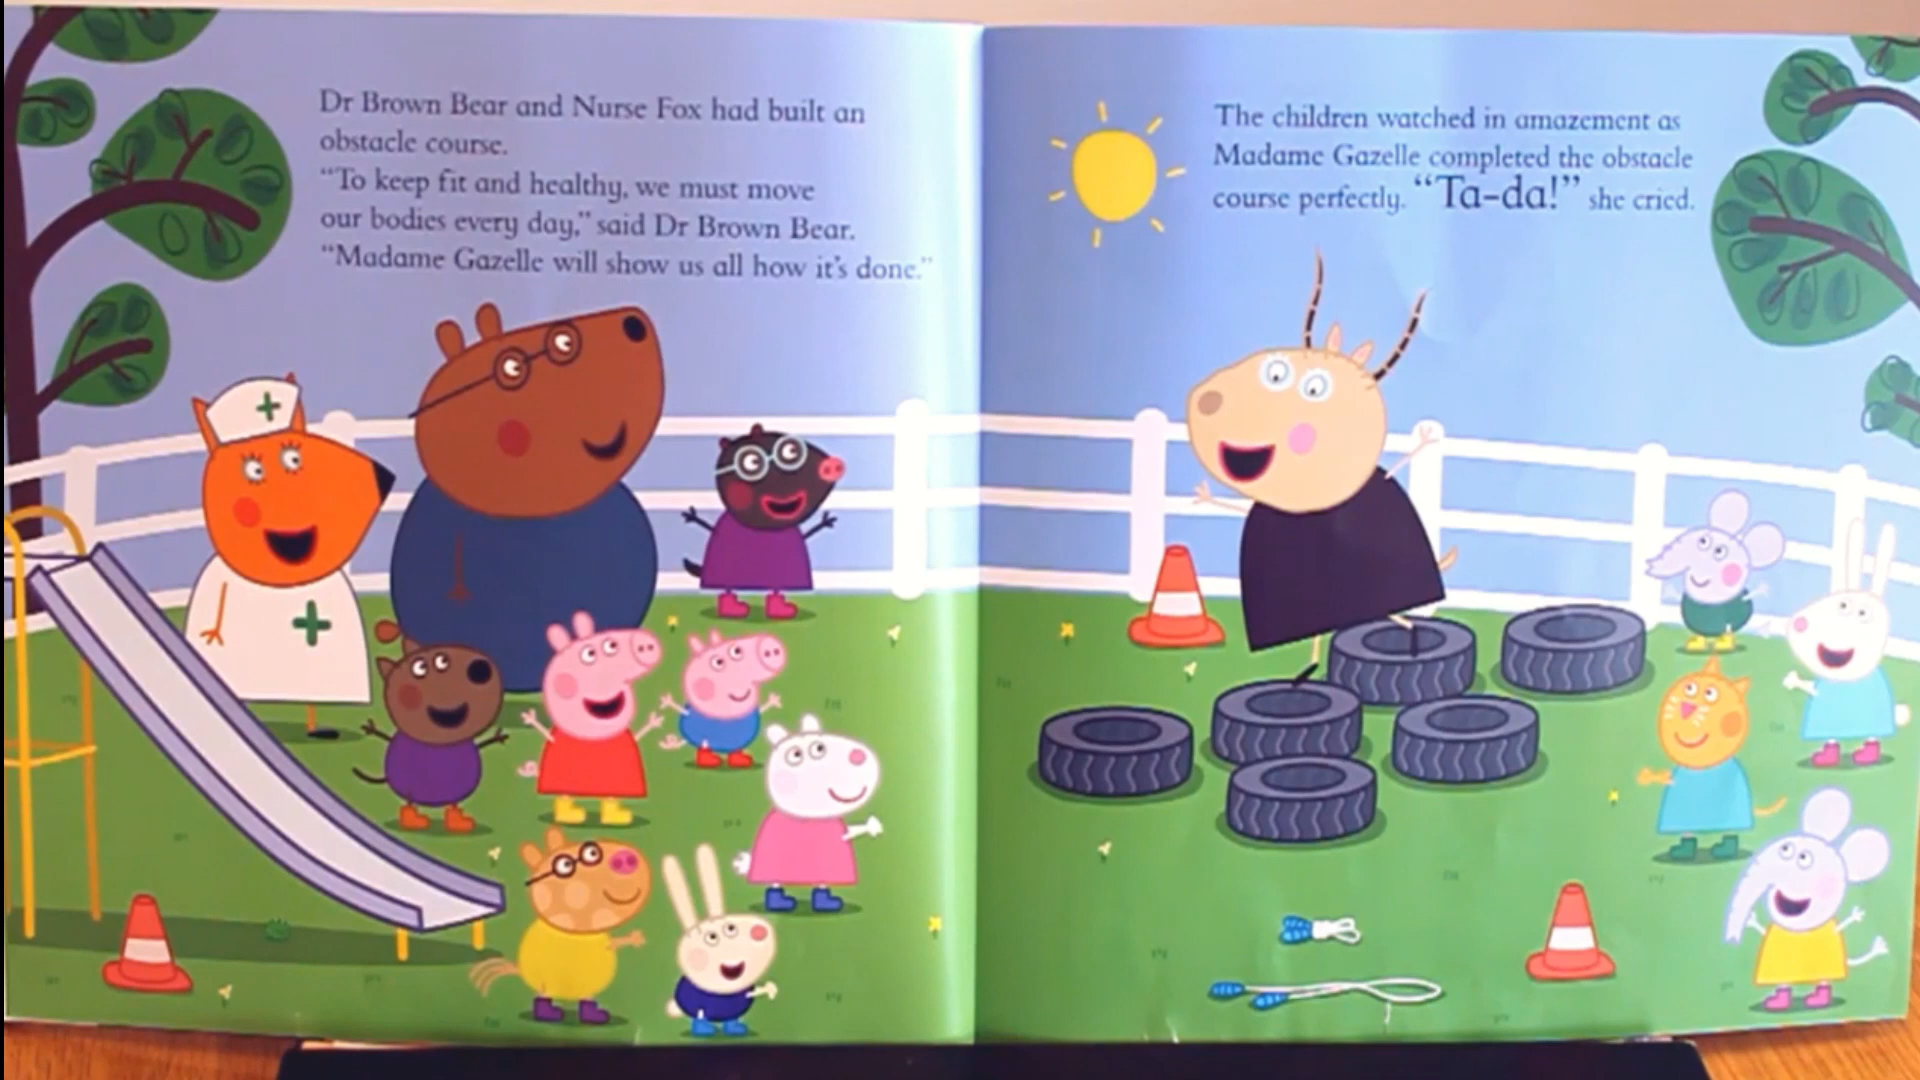 Dr Brown Bear and Nurse Fox had built an
obstacle course.
“To keep fit and healthy, we must move
our bodies every day,” said Dr Brown Bear.
“Madame Gazelle will show us all how it’s done.”
The children watched in amazement as
Madame Gazelle completed the obstacle
course perfectly. “Ta-da!” she cried.